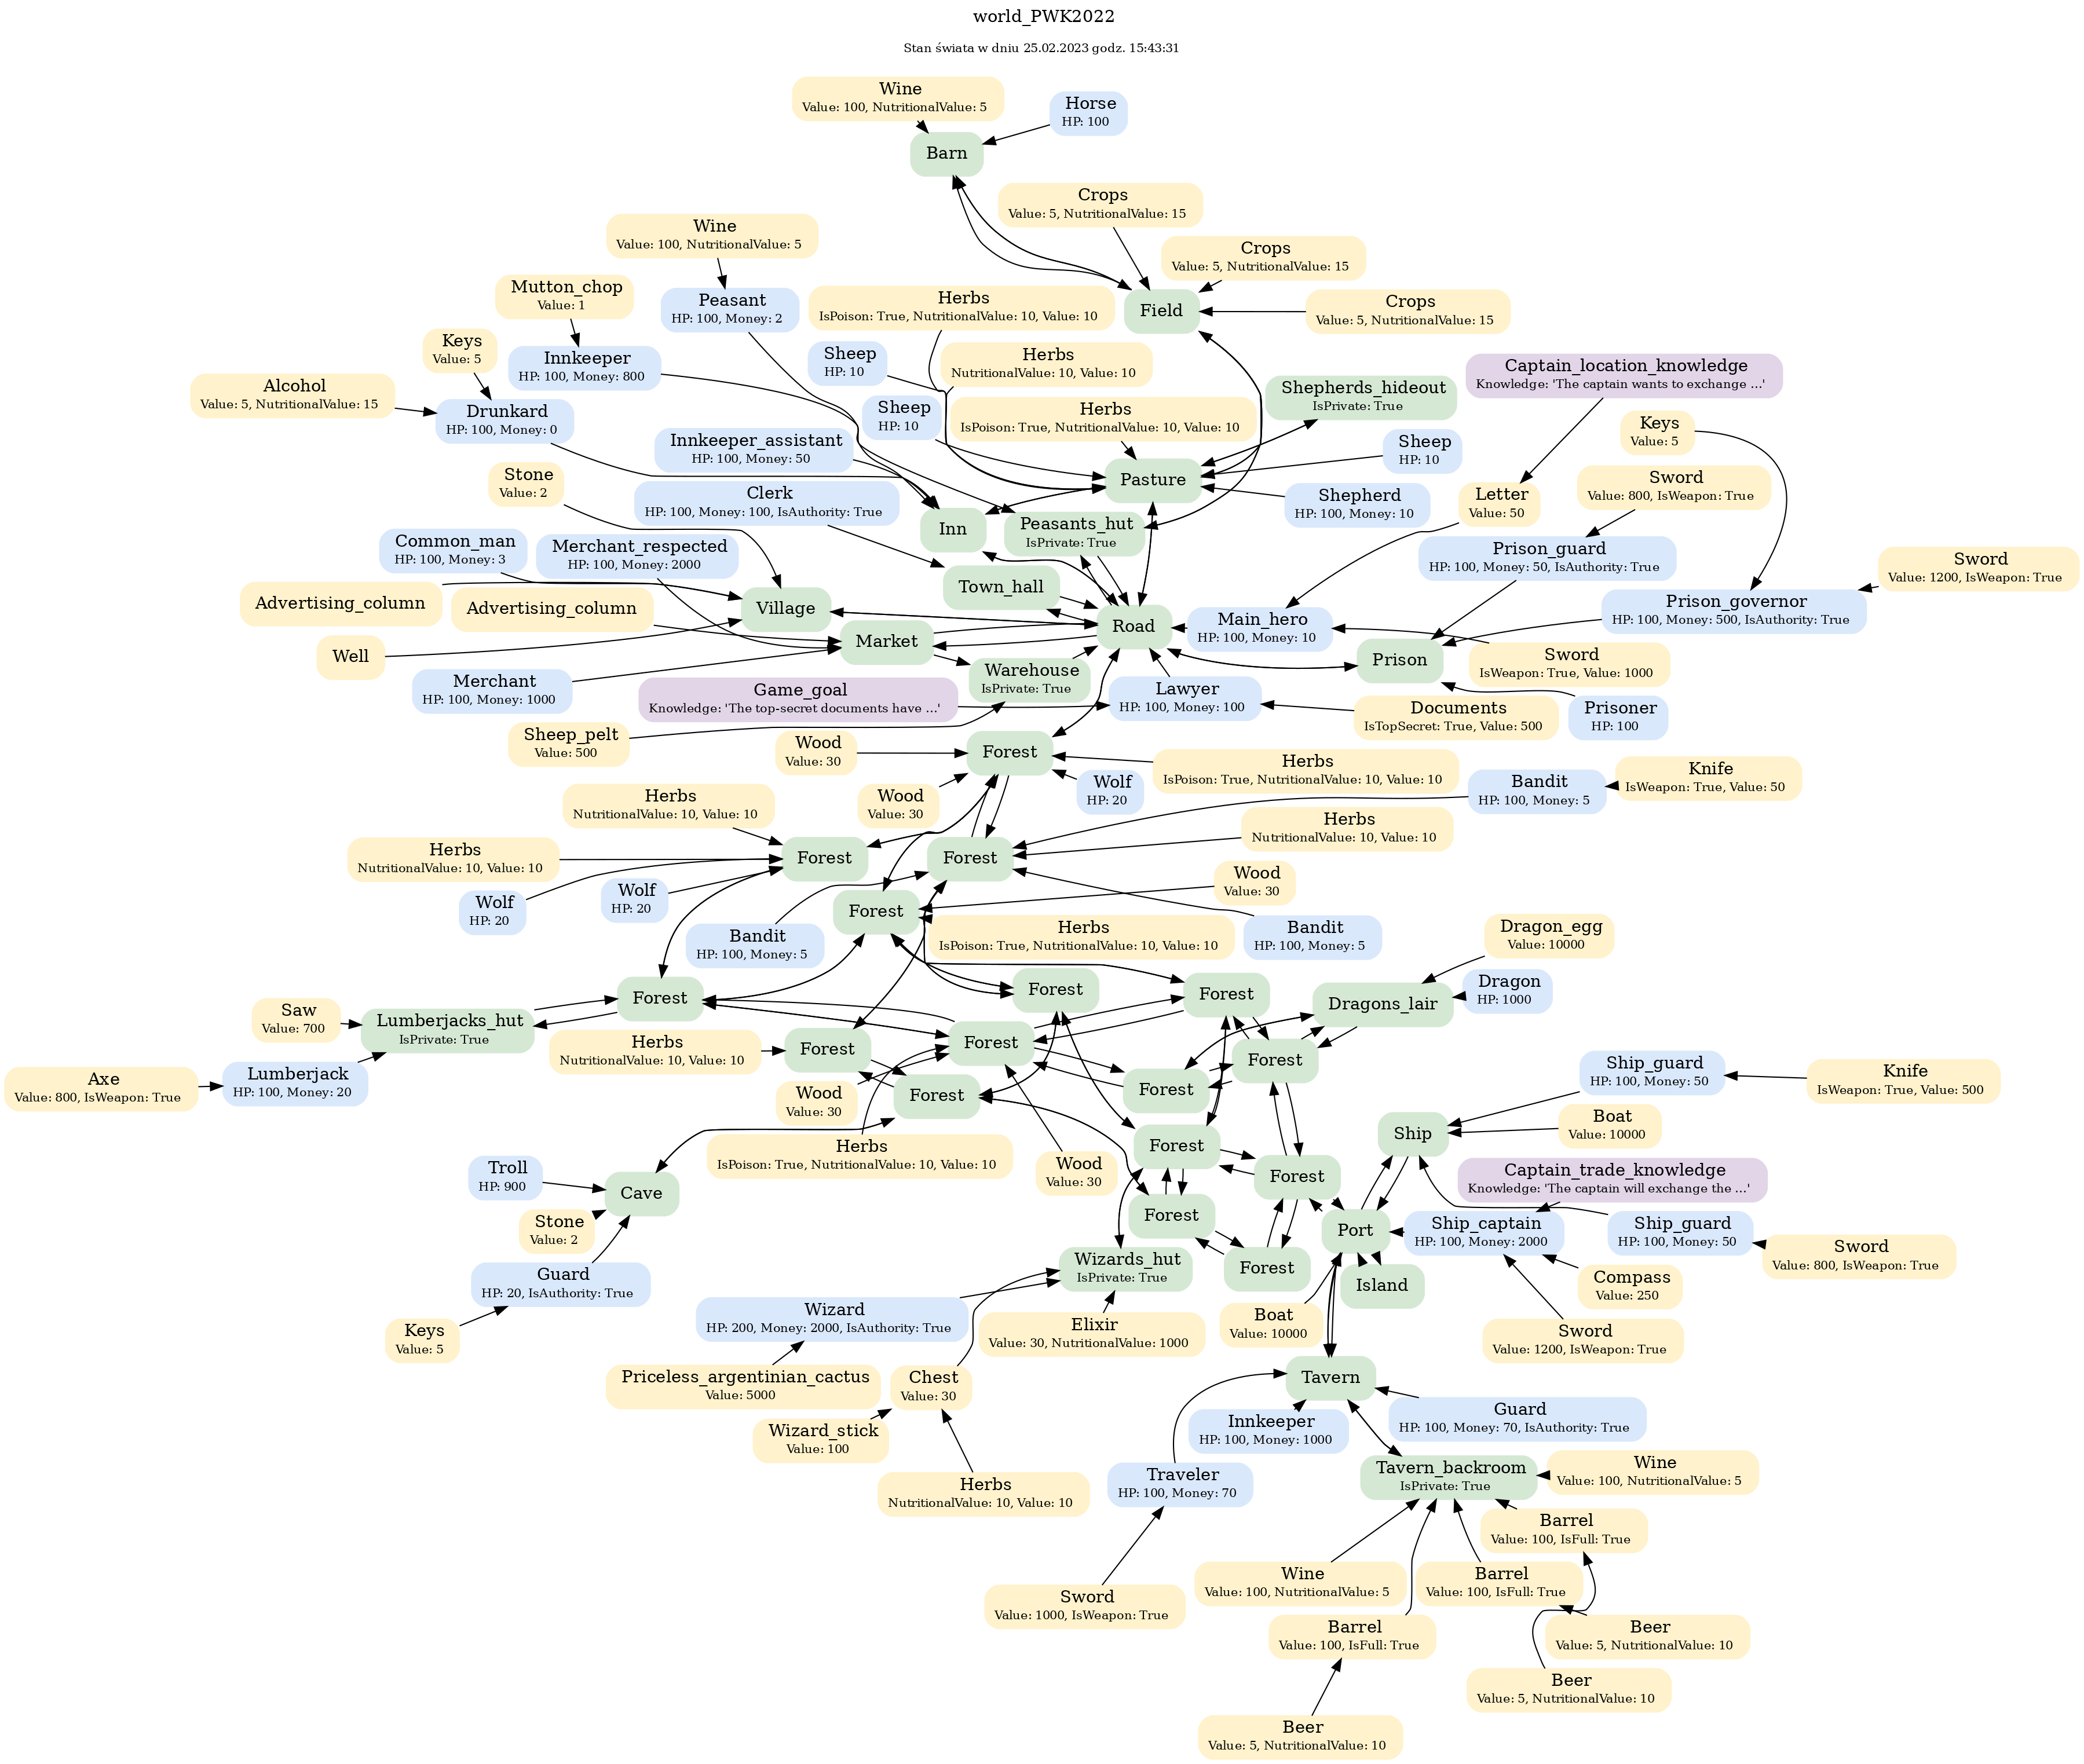 world_PWK2022
Stan świata w dniu 25.02.2023 godz. 15:43:31
Wine
Value: 100, NutritionalValue: 5
Horse
HP: 100
Barn
Crops
Value: 5, NutritionalValue: 15
Wine
Value: 100, NutritionalValue: 5
Crops
Value: 5, NutritionalValue: 15
Mutton_chop
Value: 1
Peasant
HP: 100, Money: 2
Herbs
IsPoison: True, NutritionalValue: 10, Value: 10
Field
Crops
Value: 5, NutritionalValue: 15
Keys
Value: 5
Innkeeper
HP: 100, Money: 800
Sheep
HP: 10
Herbs
NutritionalValue: 10, Value: 10
Captain_location_knowledge
Knowledge: 'The captain wants to exchange ...'
Alcohol
Value: 5, NutritionalValue: 15
Shepherds_hideout
IsPrivate: True
Drunkard
HP: 100, Money: 0
Sheep
HP: 10
Herbs
IsPoison: True, NutritionalValue: 10, Value: 10
Keys
Value: 5
Innkeeper_assistant
HP: 100, Money: 50
Sheep
HP: 10
Stone
Value: 2
Pasture
Sword
Value: 800, IsWeapon: True
Clerk
HP: 100, Money: 100, IsAuthority: True
Shepherd
HP: 100, Money: 10
Letter
Value: 50
Inn
Peasants_hut
IsPrivate: True
Common_man
HP: 100, Money: 3
Merchant_respected
HP: 100, Money: 2000
Prison_guard
HP: 100, Money: 50, IsAuthority: True
Sword
Value: 1200, IsWeapon: True
Town_hall
Advertising_column
Advertising_column
Village
Prison_governor
HP: 100, Money: 500, IsAuthority: True
Road
Main_hero
HP: 100, Money: 10
Market
Well
Prison
Sword
IsWeapon: True, Value: 1000
Warehouse
IsPrivate: True
Merchant
HP: 100, Money: 1000
Game_goal
Knowledge: 'The top-secret documents have ...'
Lawyer
HP: 100, Money: 100
Documents
IsTopSecret: True, Value: 500
Prisoner
HP: 100
Sheep_pelt
Value: 500
Wood
Value: 30
Forest
Herbs
IsPoison: True, NutritionalValue: 10, Value: 10
Wolf
HP: 20
Bandit
HP: 100, Money: 5
Knife
IsWeapon: True, Value: 50
Herbs
NutritionalValue: 10, Value: 10
Wood
Value: 30
Herbs
NutritionalValue: 10, Value: 10
Herbs
NutritionalValue: 10, Value: 10
Forest
Forest
Wood
Value: 30
Wolf
HP: 20
Wolf
HP: 20
Forest
Bandit
HP: 100, Money: 5
Herbs
IsPoison: True, NutritionalValue: 10, Value: 10
Bandit
HP: 100, Money: 5
Dragon_egg
Value: 10000
Forest
Forest
Forest
Dragons_lair
Dragon
HP: 1000
Saw
Value: 700
Lumberjacks_hut
IsPrivate: True
Herbs
NutritionalValue: 10, Value: 10
Forest
Forest
Forest
Axe
Value: 800, IsWeapon: True
Lumberjack
HP: 100, Money: 20
Wood
Value: 30
Forest
Forest
Ship_guard
HP: 100, Money: 50
Knife
IsWeapon: True, Value: 500
Herbs
IsPoison: True, NutritionalValue: 10, Value: 10
Forest
Ship
Boat
Value: 10000
Troll
HP: 900
Cave
Wood
Value: 30
Forest
Captain_trade_knowledge
Knowledge: 'The captain will exchange the ...'
Stone
Value: 2
Forest
Port
Ship_captain
HP: 100, Money: 2000
Ship_guard
HP: 100, Money: 50
Sword
Value: 800, IsWeapon: True
Guard
HP: 20, IsAuthority: True
Wizards_hut
IsPrivate: True
Forest
Island
Compass
Value: 250
Wizard
HP: 200, Money: 2000, IsAuthority: True
Elixir
Value: 30, NutritionalValue: 1000
Boat
Value: 10000
Keys
Value: 5
Sword
Value: 1200, IsWeapon: True
Priceless_argentinian_cactus
Value: 5000
Chest
Value: 30
Tavern
Wizard_stick
Value: 100
Innkeeper
HP: 100, Money: 1000
Guard
HP: 100, Money: 70, IsAuthority: True
Herbs
NutritionalValue: 10, Value: 10
Traveler
HP: 100, Money: 70
Tavern_backroom
IsPrivate: True
Wine
Value: 100, NutritionalValue: 5
Barrel
Value: 100, IsFull: True
Sword
Value: 1000, IsWeapon: True
Wine
Value: 100, NutritionalValue: 5
Barrel
Value: 100, IsFull: True
Barrel
Value: 100, IsFull: True
Beer
Value: 5, NutritionalValue: 10
Beer
Value: 5, NutritionalValue: 10
Beer
Value: 5, NutritionalValue: 10